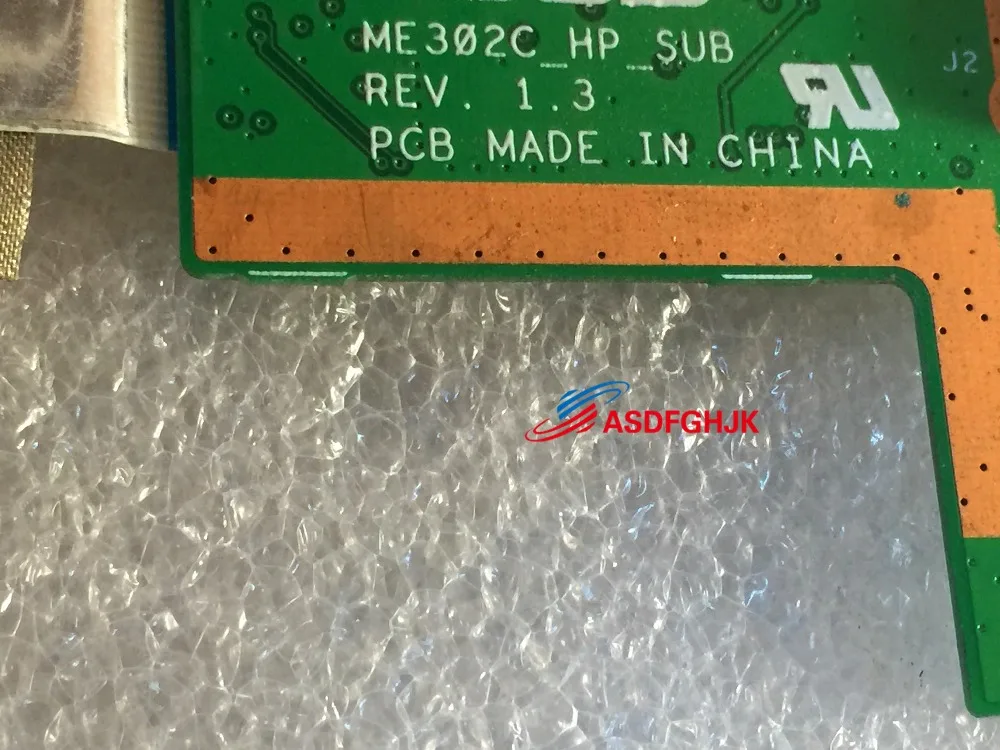 ME302C_HP_SUB
REV. 1.3
J2
PCB MADE IN CHINA
ASDFGHJK